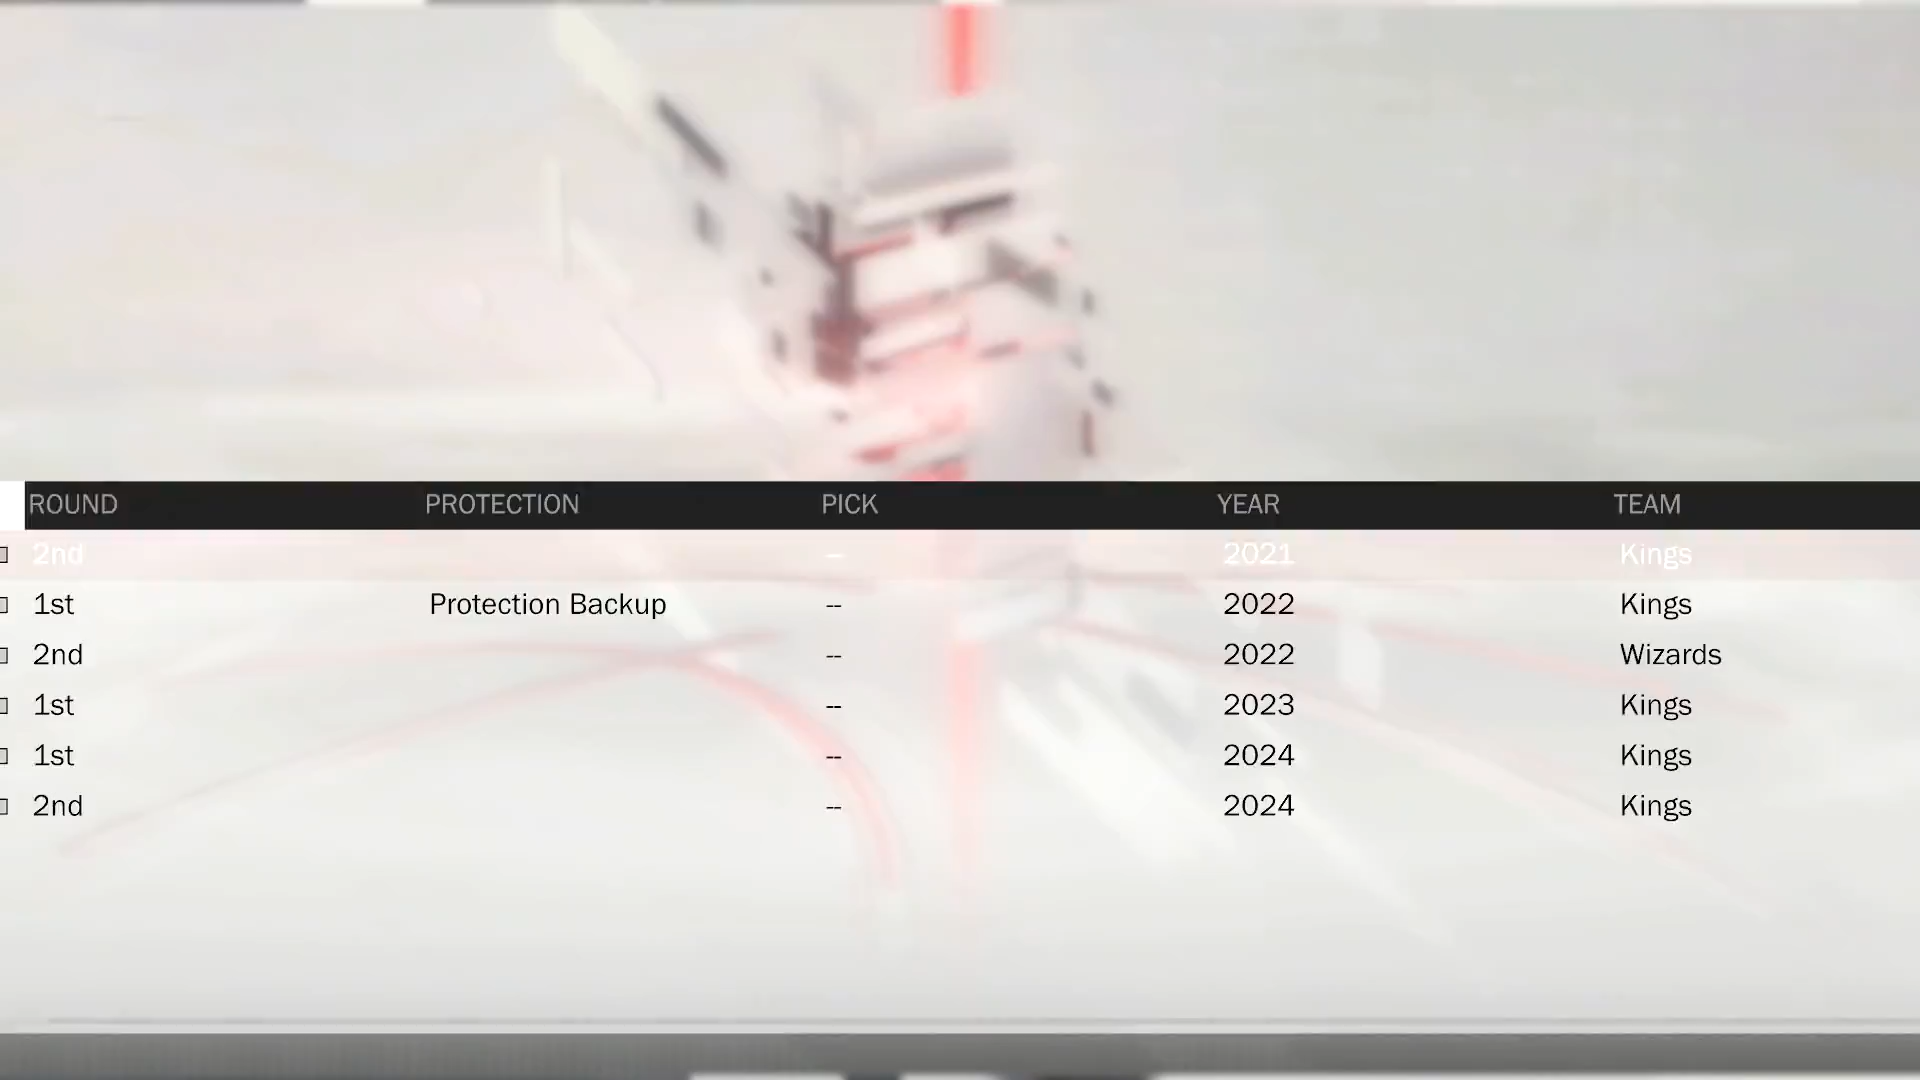 ROUND PROTECTION PICK YEAR TEAM
2nd -- 2021 Kings
1st Protection Backup -- 2022 Kings
2nd -- 2022 Wizards
1st -- 2023 Kings
1st -- 2024 Kings
2nd -- 2024 Kings